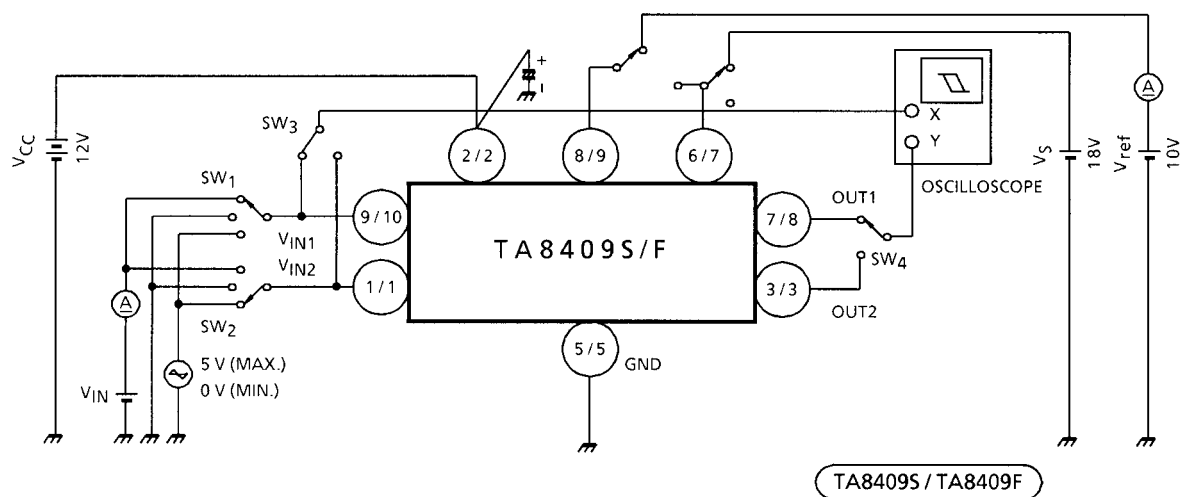 +
-
VCC
12V
SW3
2 / 2
8 / 9
6 / 7
X
Y
OSCILLOSCOPE
VS
18V
A
Vref
10V
SW1
VIN1
VIN2
SW2
9 / 10
1 / 1
TA8409S/F
7 / 8
OUT1
SW4
3 / 3
OUT2
A
VIN
5 V (MAX.)
0 V (MIN.)
5 / 5
GND
TA8409S / TA8409F